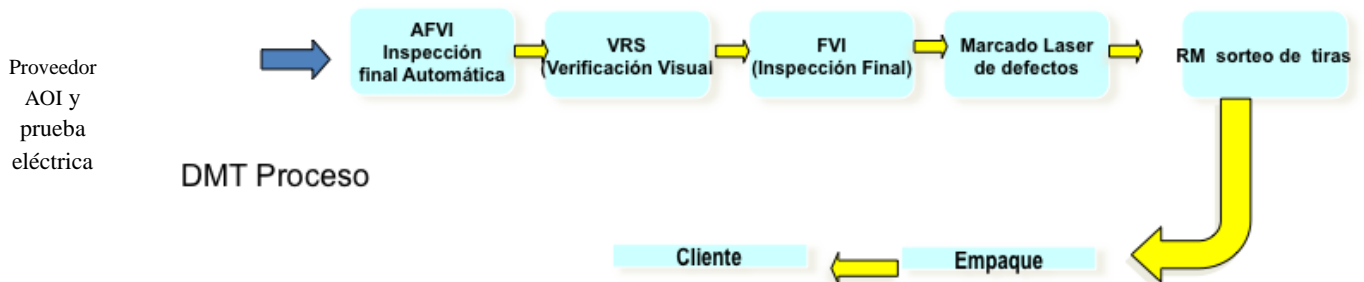 Proveedor
AOI y
prueba
eléctrica
AFVI
Inspección
final Automática
VRS
(Verificación Visual)
FVI
(Inspección Final)
Marcado Laser
de defectos
RM sorteo de tiras
DMT Proceso
Cliente
Empaque